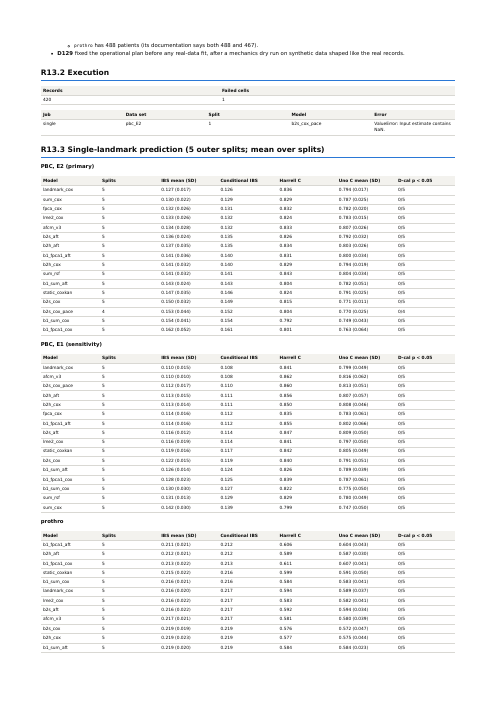 prothro has 488 patients (its documentation says both 488 and 467).
• D129 fixed the operational plan before any real-data fit, after a mechanics dry run on synthetic data shaped like the real records.
R13.2 Execution
Records Failed cells
420 1
Job Data set Split Model Error
single pbc_E2 1 b2s_cox_pace ValueError: Input estimate contains
NaN.
R13.3 Single-landmark prediction (5 outer splits; mean over splits)
PBC, E2 (primary)
Model Splits IBS mean (SD) Conditional IBS Harrell C Uno C mean (SD) D-cal p < 0.05
landmark_cox 5 0.127 (0.017) 0.126 0.836 0.794 (0.017) 0/5
sum_cox 5 0.130 (0.022) 0.129 0.829 0.787 (0.025) 0/5
fpca_cox 5 0.132 (0.026) 0.131 0.832 0.782 (0.020) 0/5
lme2_cox 5 0.133 (0.026) 0.132 0.824 0.783 (0.015) 0/5
afcm_v3 5 0.134 (0.028) 0.132 0.833 0.807 (0.026) 0/5
b2s_aft 5 0.136 (0.024) 0.135 0.826 0.792 (0.032) 0/5
b2h_aft 5 0.137 (0.035) 0.135 0.834 0.803 (0.026) 0/5
b1_fpca1_aft 5 0.141 (0.036) 0.140 0.831 0.800 (0.034) 0/5
b2h_cox 5 0.141 (0.032) 0.140 0.829 0.794 (0.019) 0/5
sum_rsf 5 0.141 (0.032) 0.141 0.843 0.804 (0.034) 0/5
b1_sum_aft 5 0.143 (0.024) 0.143 0.804 0.782 (0.051) 0/5
static_coxlan 5 0.147 (0.035) 0.146 0.824 0.791 (0.025) 0/5
b2s_cox 5 0.150 (0.032) 0.149 0.815 0.771 (0.011) 0/5
b2s_cox_pace 4 0.153 (0.044) 0.152 0.803 0.770 (0.025) 0/4
b1_sum_cox 5 0.154 (0.041) 0.154 0.792 0.749 (0.043) 0/5
b1_fpca1_cox 5 0.162 (0.052) 0.161 0.801 0.763 (0.064) 0/5
PBC, E1 (sensitivity)
Model Splits IBS mean (SD) Conditional IBS Harrell C Uno C mean (SD) D-cal p < 0.05
landmark_cox 5 0.110 (0.015) 0.108 0.841 0.799 (0.049) 0/5
afcm_v3 5 0.110 (0.010) 0.108 0.862 0.816 (0.062) 0/5
b2s_cox_pace 5 0.112 (0.017) 0.110 0.860 0.813 (0.051) 0/5
b2h_aft 5 0.113 (0.015) 0.111 0.856 0.807 (0.057) 0/5
b2h_cox 5 0.113 (0.014) 0.111 0.850 0.808 (0.046) 0/5
fpca_cox 5 0.114 (0.016) 0.112 0.835 0.783 (0.061) 0/5
b1_fpca1_aft 5 0.114 (0.016) 0.112 0.855 0.802 (0.066) 0/5
b2s_aft 5 0.116 (0.012) 0.114 0.847 0.809 (0.050) 0/5
lme2_cox 5 0.116 (0.019) 0.114 0.841 0.797 (0.050) 0/5
static_coxlan 5 0.119 (0.016) 0.117 0.842 0.805 (0.049) 0/5
b2s_cox 5 0.122 (0.015) 0.119 0.840 0.791 (0.051) 0/5
b1_sum_aft 5 0.126 (0.014) 0.124 0.826 0.789 (0.039) 0/5
b1_fpca1_cox 5 0.128 (0.023) 0.125 0.839 0.787 (0.061) 0/5
b1_sum_cox 5 0.130 (0.030) 0.127 0.822 0.775 (0.050) 0/5
sum_rsf 5 0.131 (0.013) 0.129 0.829 0.780 (0.049) 0/5
sum_cox 5 0.142 (0.030) 0.139 0.799 0.747 (0.050) 0/5
prothro
Model Splits IBS mean (SD) Conditional IBS Harrell C Uno C mean (SD) D-cal p < 0.05
b1_fpca1_aft 5 0.211 (0.021) 0.212 0.606 0.604 (0.043) 0/5
b2h_aft 5 0.212 (0.021) 0.212 0.589 0.587 (0.030) 0/5
b1_fpca1_cox 5 0.213 (0.022) 0.213 0.611 0.607 (0.041) 0/5
static_coxlan 5 0.215 (0.022) 0.216 0.599 0.591 (0.050) 0/5
b1_sum_cox 5 0.216 (0.021) 0.216 0.584 0.583 (0.041) 0/5
landmark_cox 5 0.216 (0.020) 0.217 0.594 0.589 (0.037) 0/5
lme2_cox 5 0.216 (0.022) 0.217 0.583 0.582 (0.041) 0/5
b2s_aft 5 0.216 (0.022) 0.217 0.592 0.594 (0.034) 0/5
afcm_v3 5 0.217 (0.021) 0.217 0.581 0.580 (0.039) 0/5
b2s_cox 5 0.219 (0.019) 0.219 0.576 0.572 (0.047) 0/5
b2h_cox 5 0.219 (0.023) 0.219 0.577 0.575 (0.044) 0/5
b1_sum_aft 5 0.219 (0.020) 0.219 0.584 0.584 (0.023) 0/5